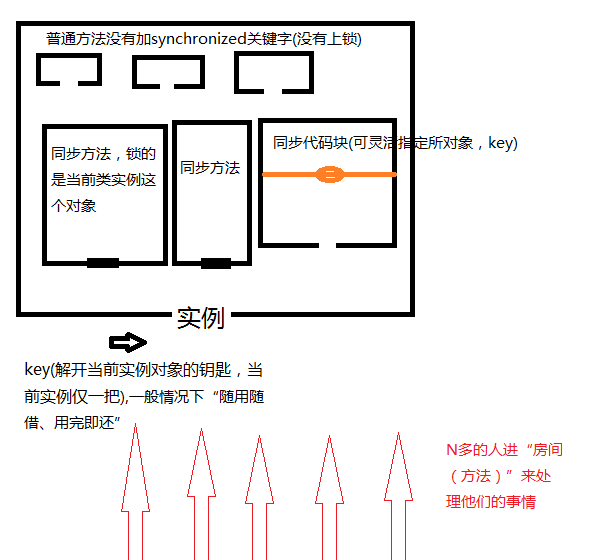 普通方法没有加synchronized关键字(没有上锁)
同步方法，锁的
是当前类实例这
个对象
同步方法
同步代码块(可灵活指定所对象，key)
实例
key(解开当前实例对象的钥匙，当
前实例仅一把),一般情况下“随用随
借、用完即还”
N多的人进“房间
（方法）”来处
理他们的事情